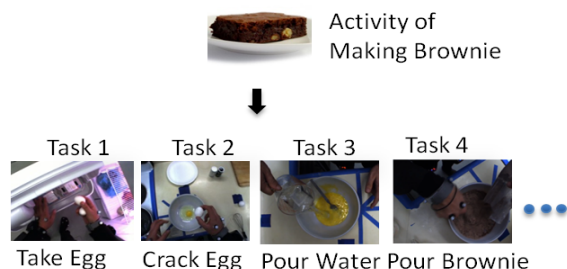 Activity of
Making Brownie
Task 1
Task 2
Task 3
Task 4
Take Egg
Crack Egg
Pour Water
Pour Brownie